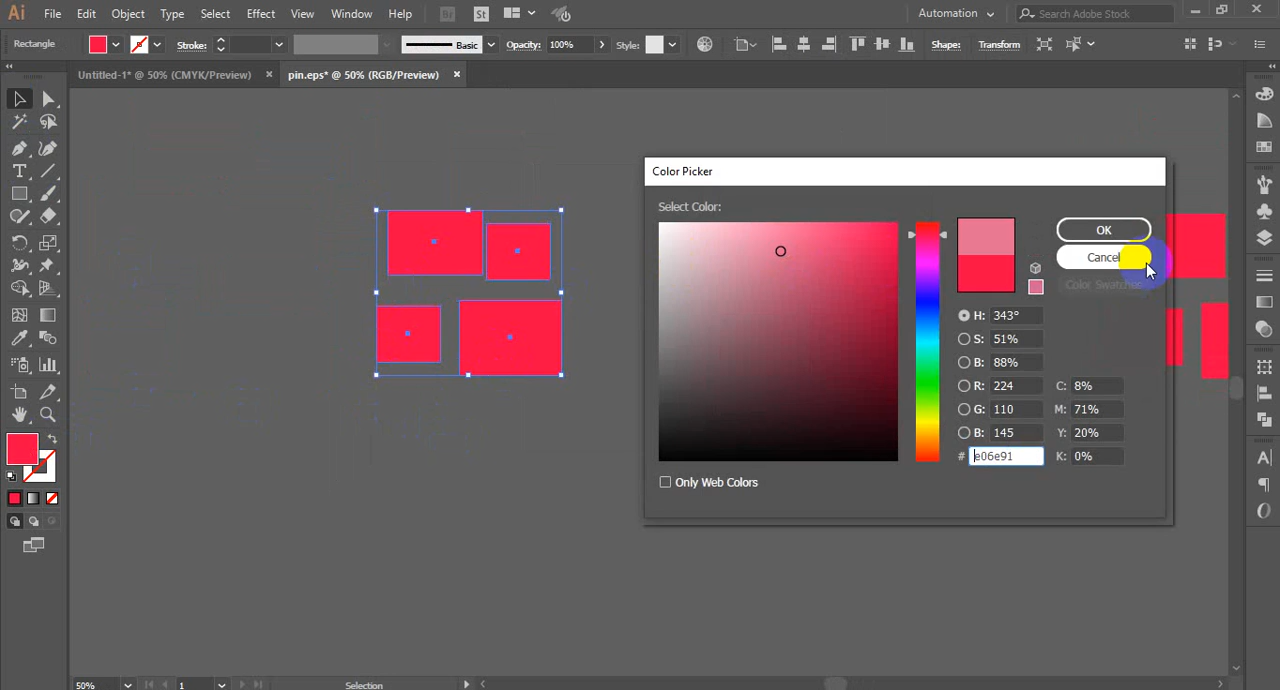 Ai File Edit Object Type Select Effect View Window Help Br St Automation Search Adobe Stock
Rectangle Stroke: Basic Opacity: 100% Style: Shape: Transform
Untitled-1* @ 50% (CMYK/Preview) × pin.eps* @ 50% (RGB/Preview) ×
Color Picker
Select Color:
OK
Cancel
Color Swatches
H: 343°
S: 51%
B: 88%
R: 224 C: 8%
G: 110 M: 71%
B: 145 Y: 20%
# e06e91 K: 0%
Only Web Colors
50% 1 Selection